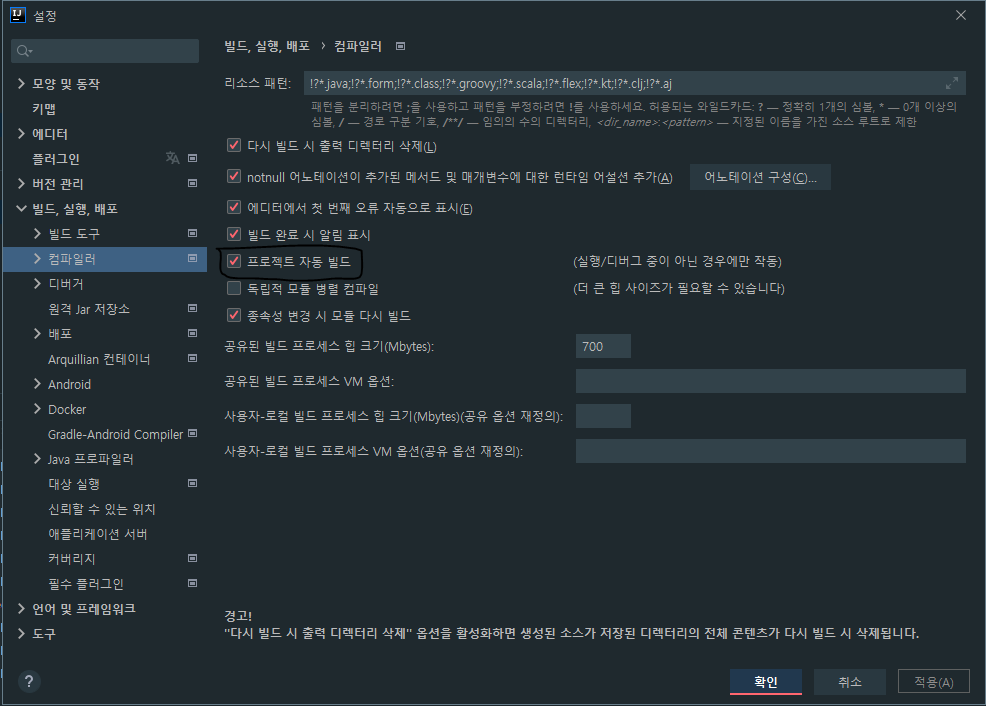 설정
빌드, 실행, 배포 › 컴파일러
모양 및 동작
키맵
에디터
플러그인
버전 관리
빌드, 실행, 배포
빌드 도구
컴파일러
디버거
원격 Jar 저장소
배포
Arquillian 컨테이너
Android
Docker
Gradle-Android Compiler
Java 프로파일러
대상 실행
신뢰할 수 있는 위치
애플리케이션 서버
커버리지
필수 플러그인
언어 및 프레임워크
도구
리소스 패턴: !?*.java;!?*.form;!?*.class;!?*.groovy;!?*.scala;!?*.flex;!?*.kt;!?*.clj;!?*.aj
패턴을 분리하려면 ;을 사용하고 패턴을 부정하려면 !를 사용하세요. 허용되는 와일드카드: ? — 정확히 1개의 심볼, * — 0개 이상의
심볼, / — 경로 구분 기호, /**/ — 임의의 수의 디렉터리, <dir_name>:<pattern> — 지정된 이름을 가진 소스 루트로 제한
다시 빌드 시 출력 디렉터리 삭제(L)
notnull 어노테이션이 추가된 메서드 및 매개변수에 대한 런타임 어설션 추가(A) 어노테이션 구성(C)...
에디터에서 첫 번째 오류 자동으로 표시(E)
빌드 완료 시 알림 표시
프로젝트 자동 빌드 (실행/디버그 중이 아닌 경우에만 작동)
독립적 모듈 병렬 컴파일 (더 큰 힙 사이즈가 필요할 수 있습니다)
종속성 변경 시 모듈 다시 빌드
공유된 빌드 프로세스 힙 크기(Mbytes): 700
공유된 빌드 프로세스 VM 옵션:
사용자-로컬 빌드 프로세스 힙 크기(Mbytes)(공유 옵션 재정의):
사용자-로컬 빌드 프로세스 VM 옵션(공유 옵션 재정의):
경고!
"다시 빌드 시 출력 디렉터리 삭제" 옵션을 활성화하면 생성된 소스가 저장된 디렉터리의 전체 콘텐츠가 다시 빌드 시 삭제됩니다.
? 확인 취소 적용(A)